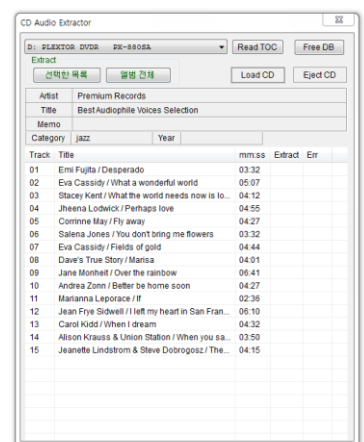 CD Audio Extractor
D: PLEXTOR DVDR PX-880SA Read TOC Free DB
Extract
선택한 목록 앨범 전체 Load CD Eject CD
Artist Premium Records
Title Best Audiophile Voices Selection
Memo
Category jazz Year
Track Title mm:ss Extract Err
01 Emi Fujita / Desperado 03:32
02 Eva Cassidy / What a wonderful world 05:07
03 Stacey Kent / What the world needs now is lo... 04:12
04 Jheena Lodwick / Perhaps love 04:55
05 Corrinne May / Fly away 04:27
06 Salena Jones / You don't bring me flowers 03:32
07 Eva Cassidy / Fields of gold 04:44
08 Dave's True Story / Marisa 04:01
09 Jane Monheit / Over the rainbow 06:41
10 Andrea Zonn / Better be home soon 04:27
11 Marianna Leporace / If 02:36
12 Jean Frye Sidwell / I left my heart in San Fran... 06:10
13 Carol Kidd / When I dream 04:32
14 Alison Krauss & Union Station / When you sa... 03:50
15 Jeanette Lindstrom & Steve Dobrogosz / The... 04:15